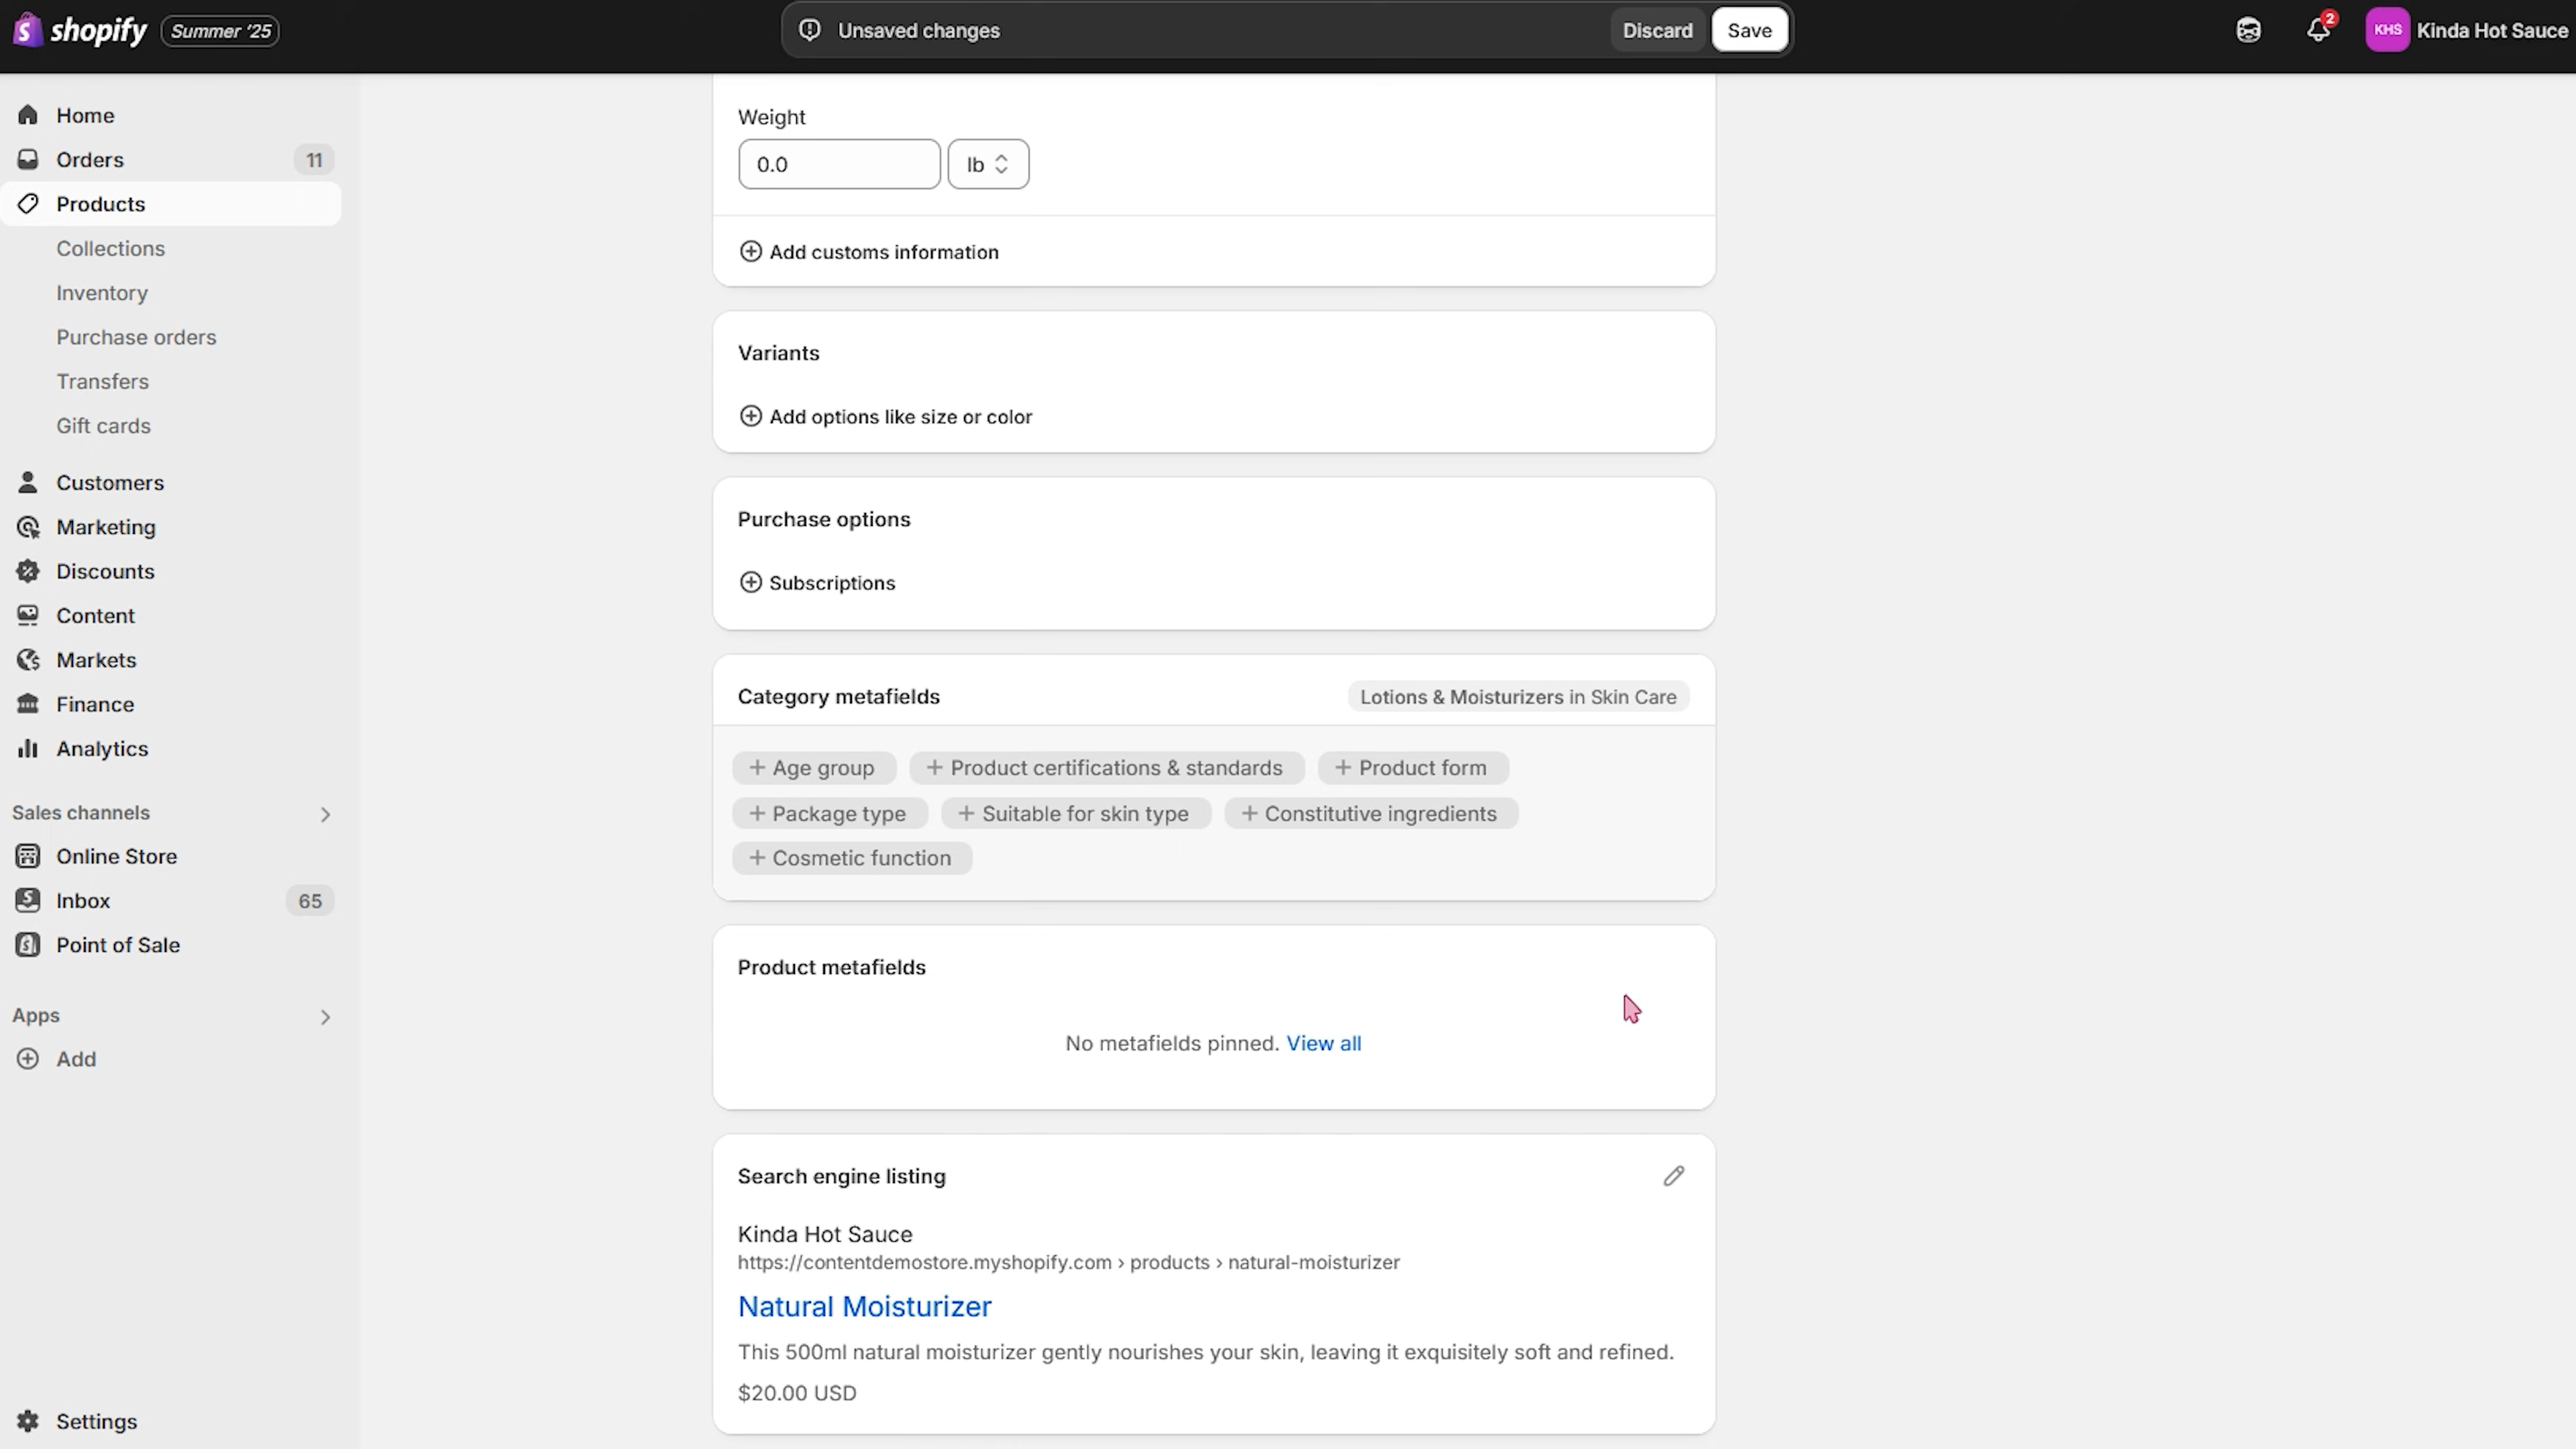 shopify Summer '25
Unsaved changes Discard Save
2
KHS Kinda Hot Sauce
Home
Orders 11
Products
Collections
Inventory
Purchase orders
Transfers
Gift cards
Customers
Marketing
Discounts
Content
Markets
Finance
Analytics
Sales channels
Online Store
Inbox 65
Point of Sale
Apps
Add
Settings
Weight
0.0 lb
Add customs information
Variants
Add options like size or color
Purchase options
Subscriptions
Category metafields Lotions & Moisturizers in Skin Care
+ Age group + Product certifications & standards + Product form
+ Package type + Suitable for skin type + Constitutive ingredients
+ Cosmetic function
Product metafields
No metafields pinned. View all
Search engine listing
Kinda Hot Sauce
https://contentdemostore.myshopify.com › products › natural-moisturizer
Natural Moisturizer
This 500ml natural moisturizer gently nourishes your skin, leaving it exquisitely soft and refined.
$20.00 USD